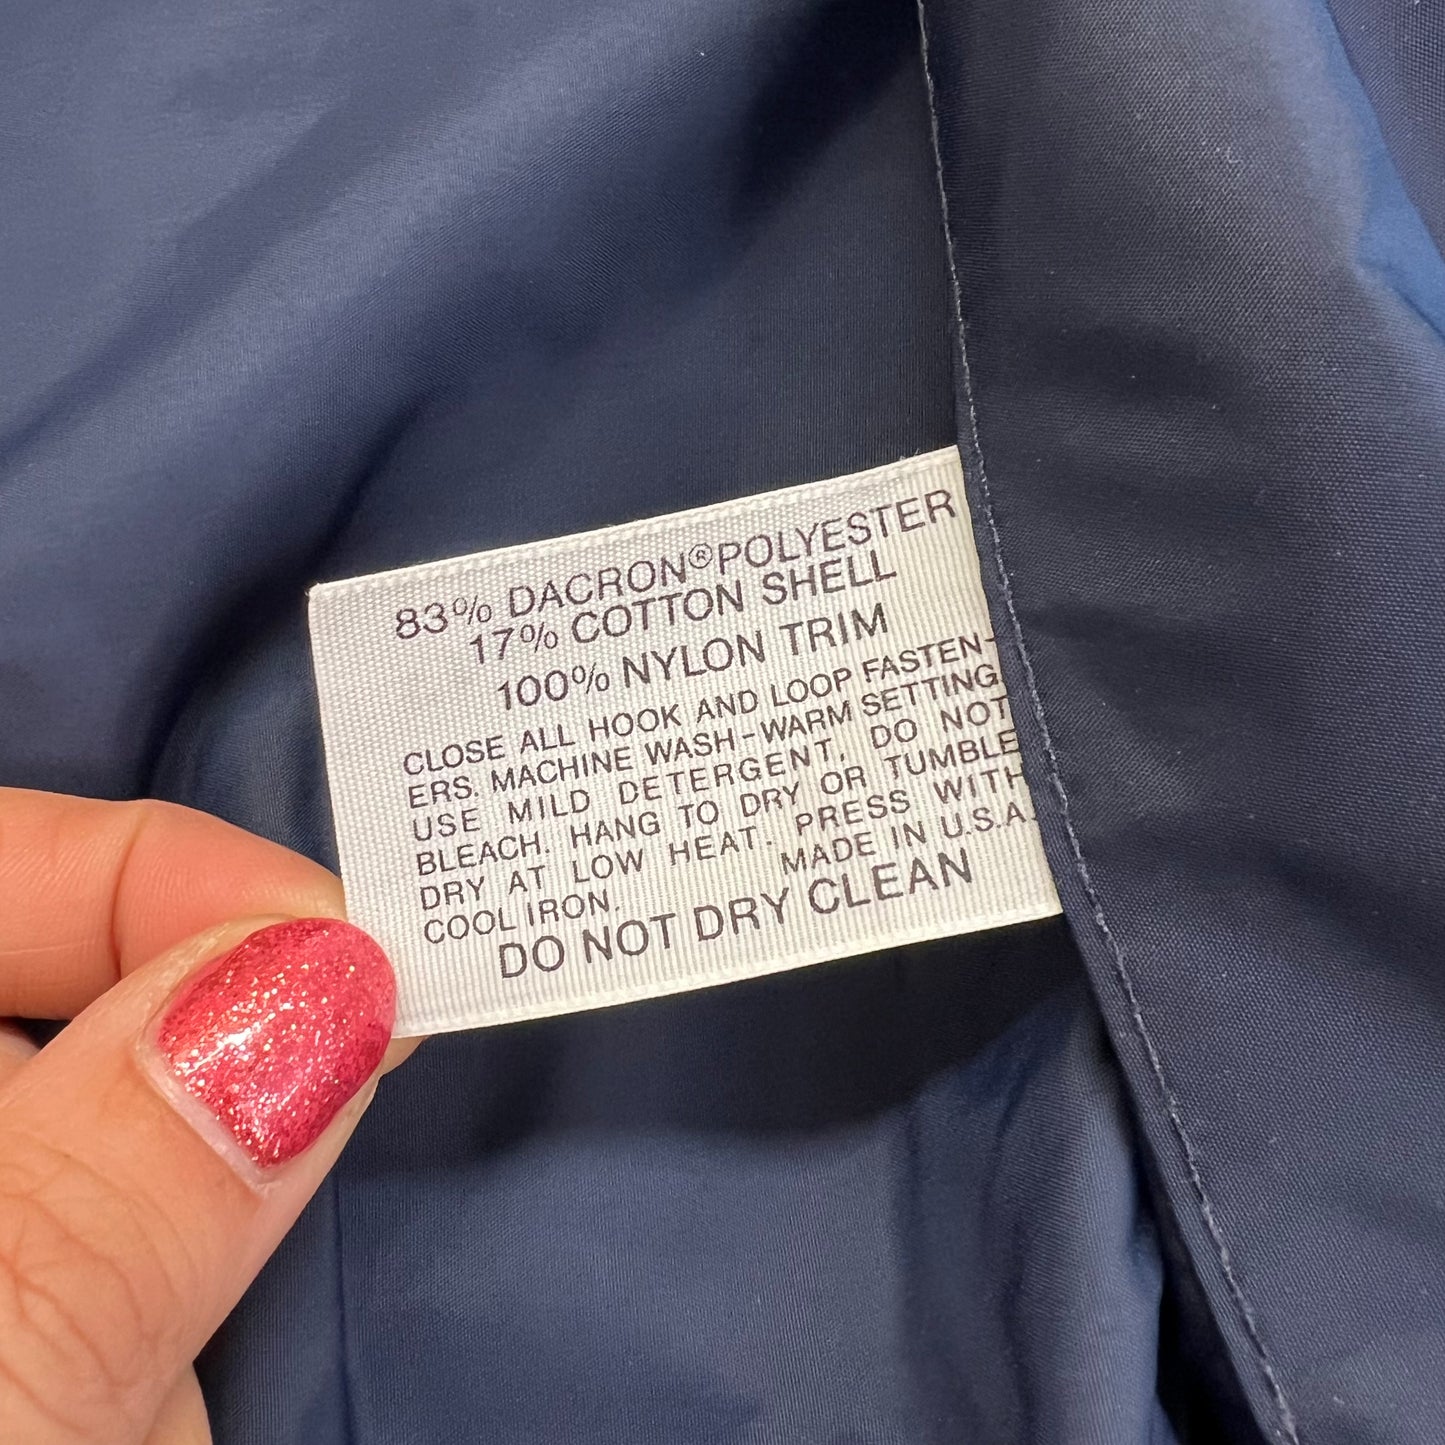 83% DACRON® POLYESTER
17% COTTON SHELL
100% NYLON TRIM
CLOSE ALL HOOK AND LOOP FASTEN-
ERS. MACHINE WASH-WARM SETTING.
USE MILD DETERGENT. DO NOT
BLEACH. HANG TO DRY OR TUMBLE
DRY AT LOW HEAT. PRESS WITH
COOL IRON. MADE IN U.S.A.
DO NOT DRY CLEAN